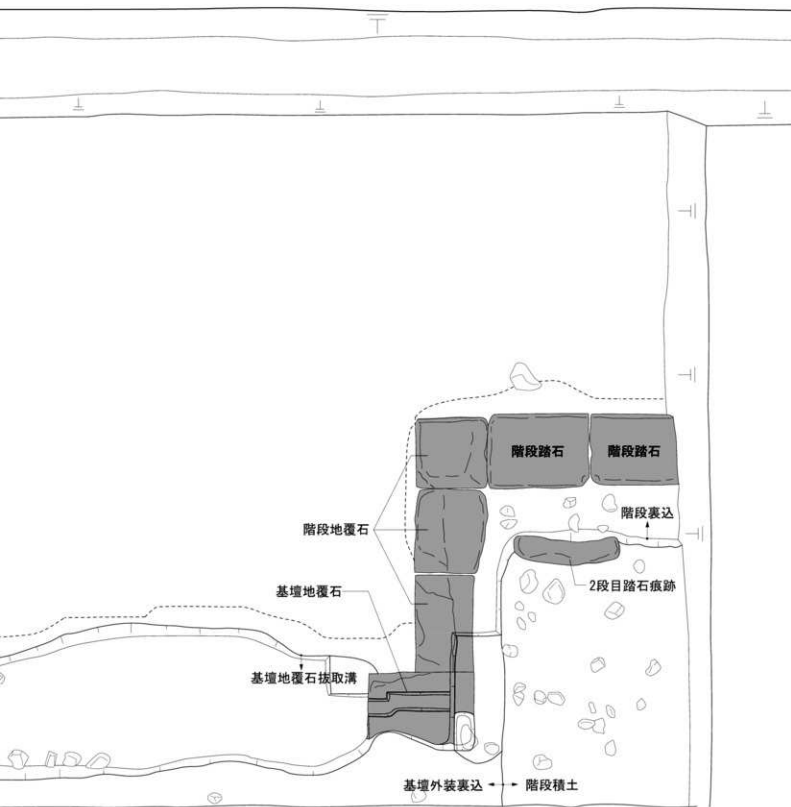 階段踏石 階段踏石
階段裏込
階段地覆石
2段目踏石痕跡
基壇地覆石
基壇地覆石抜取溝
基壇外装裏込 階段積土